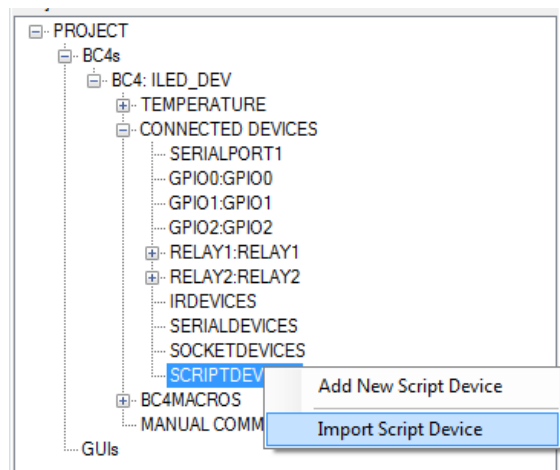 PROJECT
BC4s
BC4: ILED_DEV
TEMPERATURE
CONNECTED DEVICES
SERIALPORT1
GPIO0:GPIO0
GPIO1:GPIO1
GPIO2:GPIO2
RELAY1:RELAY1
RELAY2:RELAY2
IRDEVICES
SERIALDEVICES
SOCKETDEVICES
SCRIPTDEV
Add New Script Device
BC4MACROS
MANUAL COMM
Import Script Device
GUIs